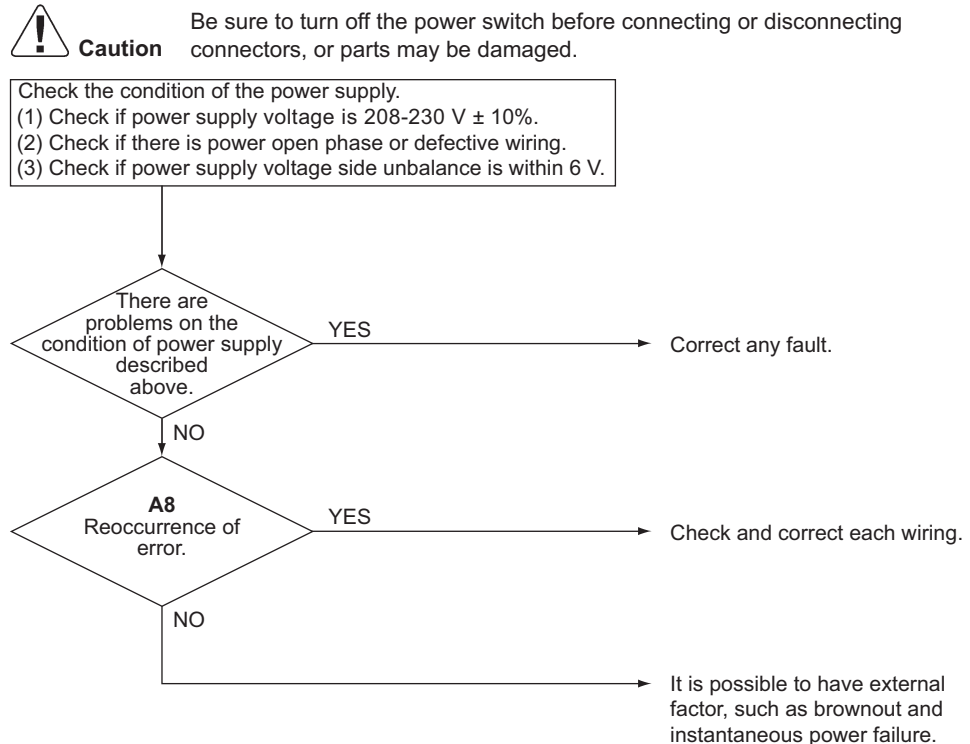 Be sure to turn off the power switch before connecting or disconnecting
Caution connectors, or parts may be damaged.
Check the condition of the power supply.
(1) Check if power supply voltage is 208-230 V ± 10%.
(2) Check if there is power open phase or defective wiring.
(3) Check if power supply voltage side unbalance is within 6 V.
There are
problems on the
condition of power supply
described
above.
YES
Correct any fault.
NO
A8
Reoccurrence of
error.
YES
Check and correct each wiring.
NO
It is possible to have external
factor, such as brownout and
instantaneous power failure.